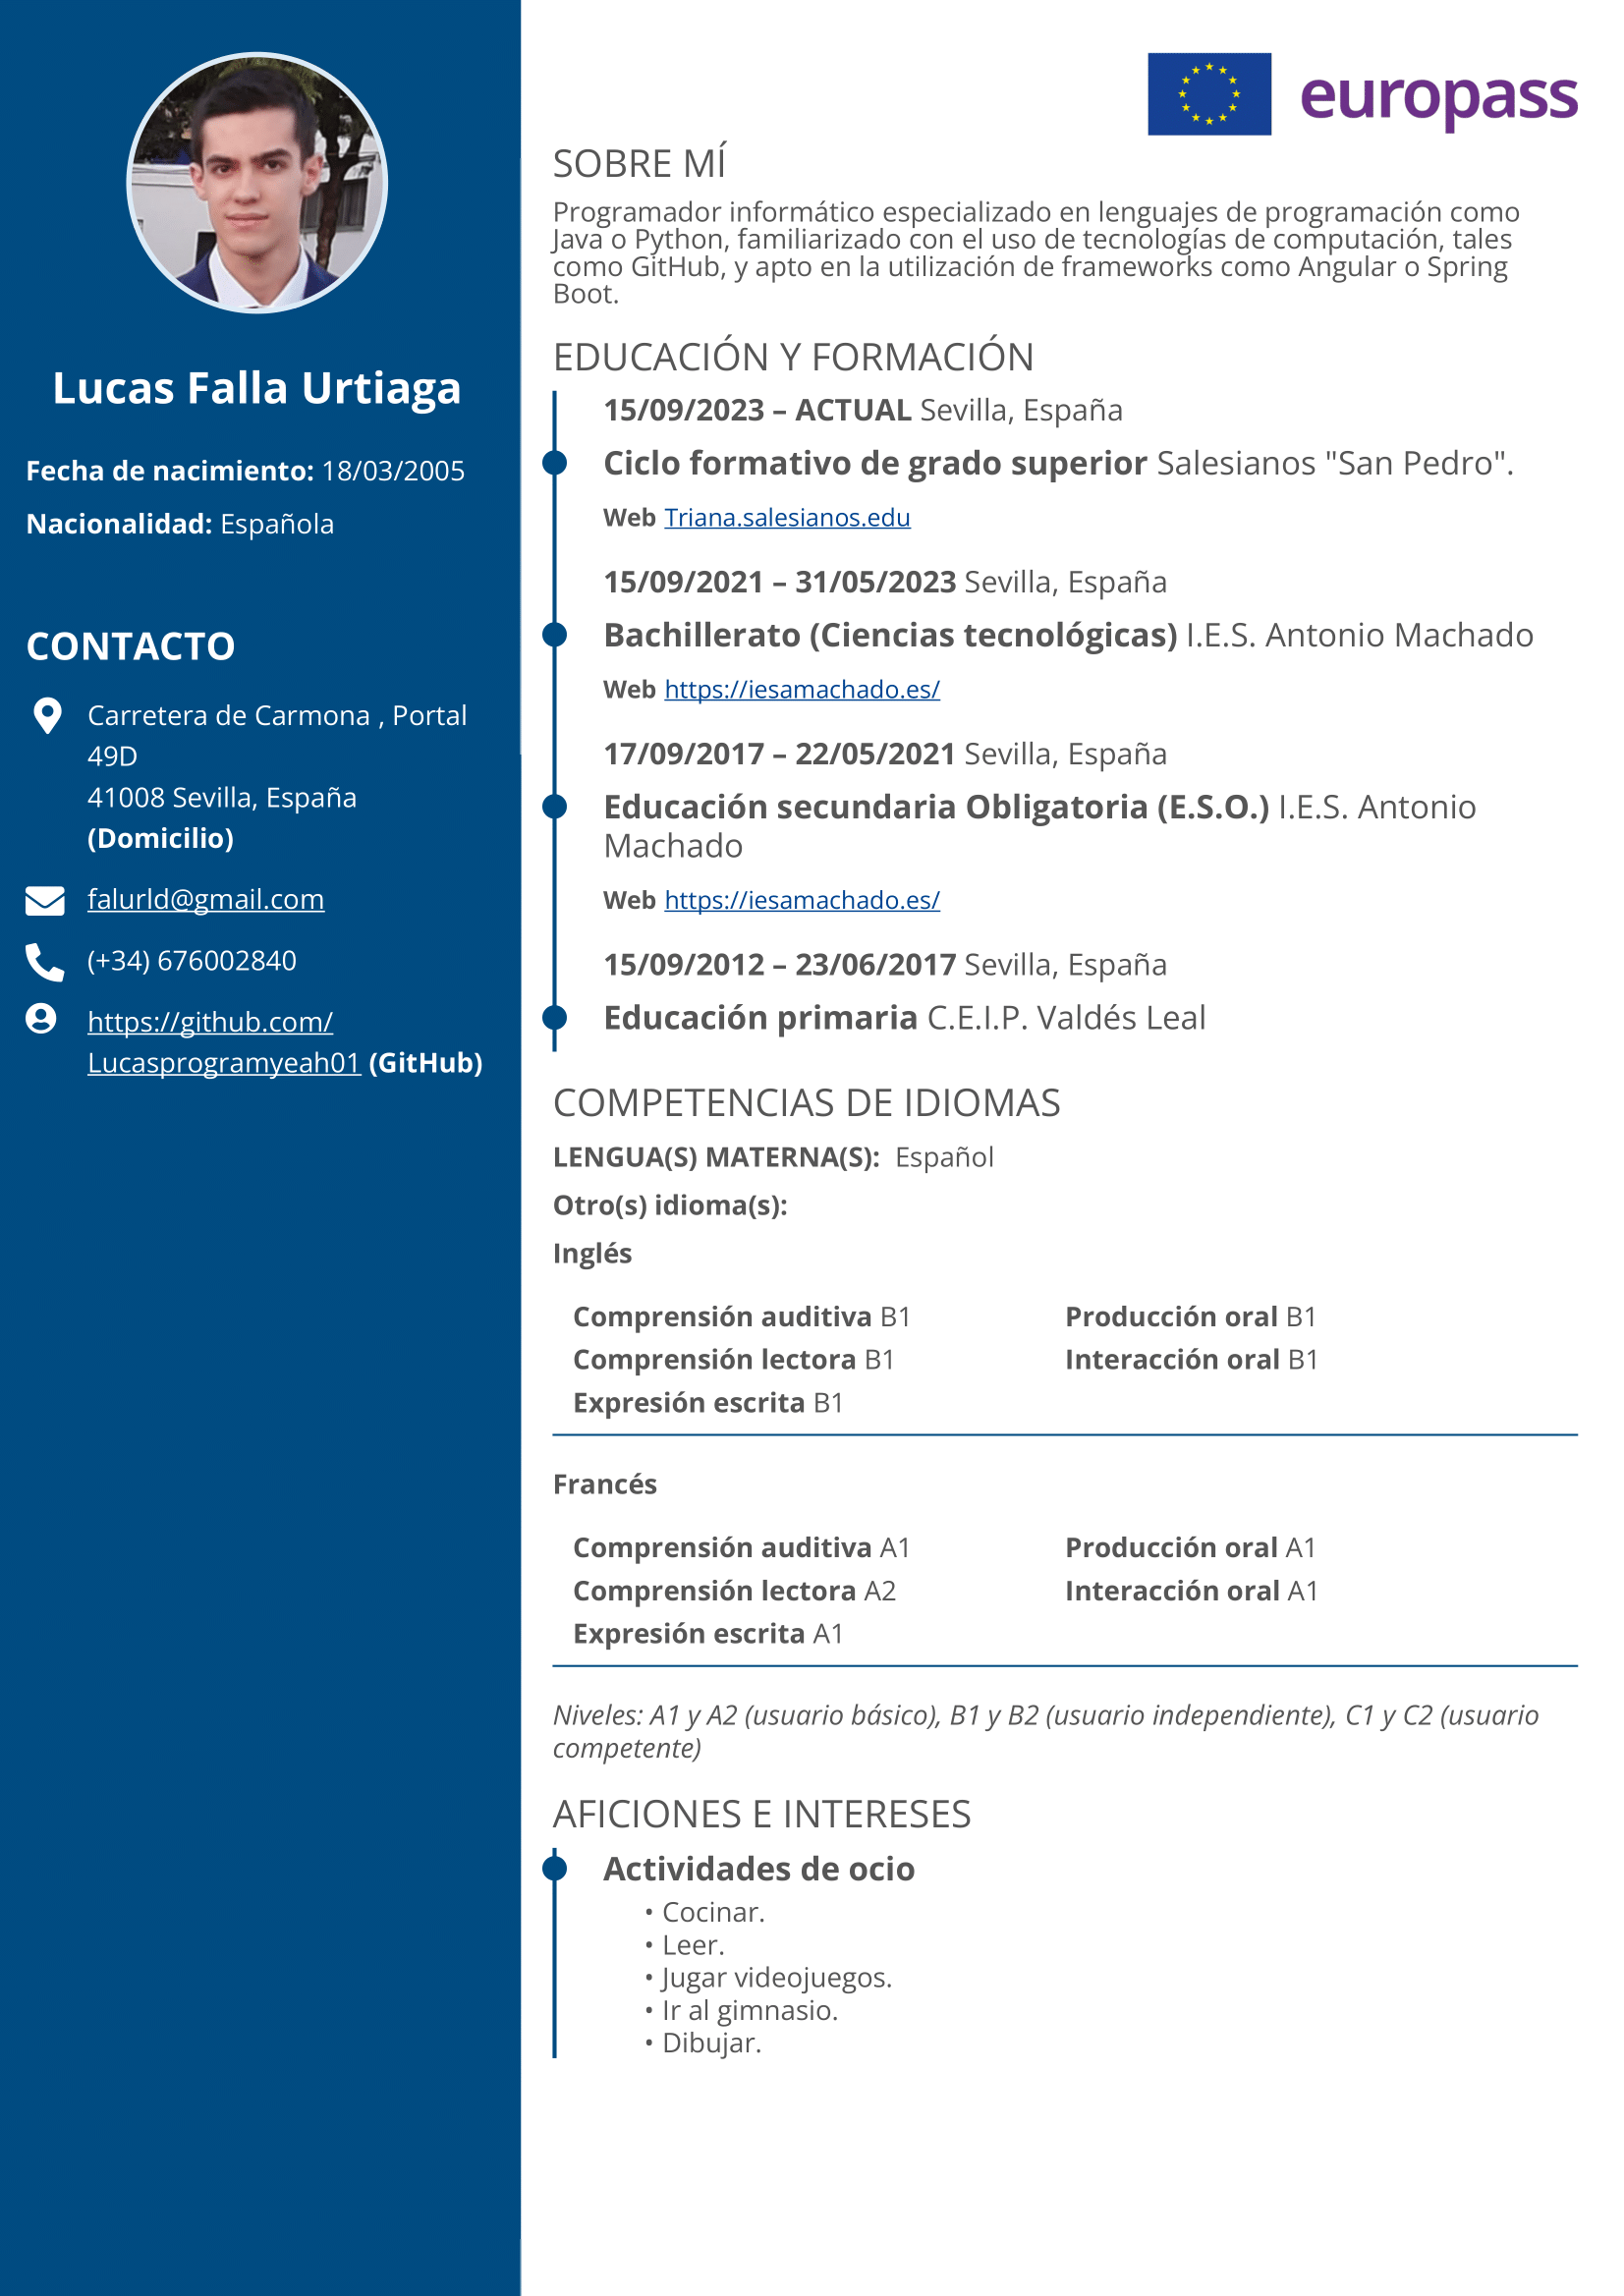 Lucas Falla Urtiaga
Fecha de nacimiento: 18/03/2005
Nacionalidad: Española
CONTACTO
Carretera de Carmona , Portal
49D
41008 Sevilla, España
(Domicilio)
falurld@gmail.com
(+34) 676002840
https://github.com/
Lucasprogramyeah01 (GitHub)
europass
SOBRE MÍ
Programador informático especializado en lenguajes de programación como
Java o Python, familiarizado con el uso de tecnologías de computación, tales
como GitHub, y apto en la utilización de frameworks como Angular o Spring
Boot.
EDUCACIÓN Y FORMACIÓN
15/09/2023 – ACTUAL Sevilla, España
Ciclo formativo de grado superior Salesianos "San Pedro".
Web Triana.salesianos.edu
15/09/2021 – 31/05/2023 Sevilla, España
Bachillerato (Ciencias tecnológicas) I.E.S. Antonio Machado
Web https://iesamachado.es/
17/09/2017 – 22/05/2021 Sevilla, España
Educación secundaria Obligatoria (E.S.O.) I.E.S. Antonio
Machado
Web https://iesamachado.es/
15/09/2012 – 23/06/2017 Sevilla, España
Educación primaria C.E.I.P. Valdés Leal
COMPETENCIAS DE IDIOMAS
LENGUA(S) MATERNA(S): Español
Otro(s) idioma(s):
Inglés
Comprensión auditiva B1 Producción oral B1
Comprensión lectora B1 Interacción oral B1
Expresión escrita B1
Francés
Comprensión auditiva A1 Producción oral A1
Comprensión lectora A2 Interacción oral A1
Expresión escrita A1
Niveles: A1 y A2 (usuario básico), B1 y B2 (usuario independiente), C1 y C2 (usuario
competente)
AFICIONES E INTERESES
Actividades de ocio
• Cocinar.
• Leer.
• Jugar videojuegos.
• Ir al gimnasio.
• Dibujar.